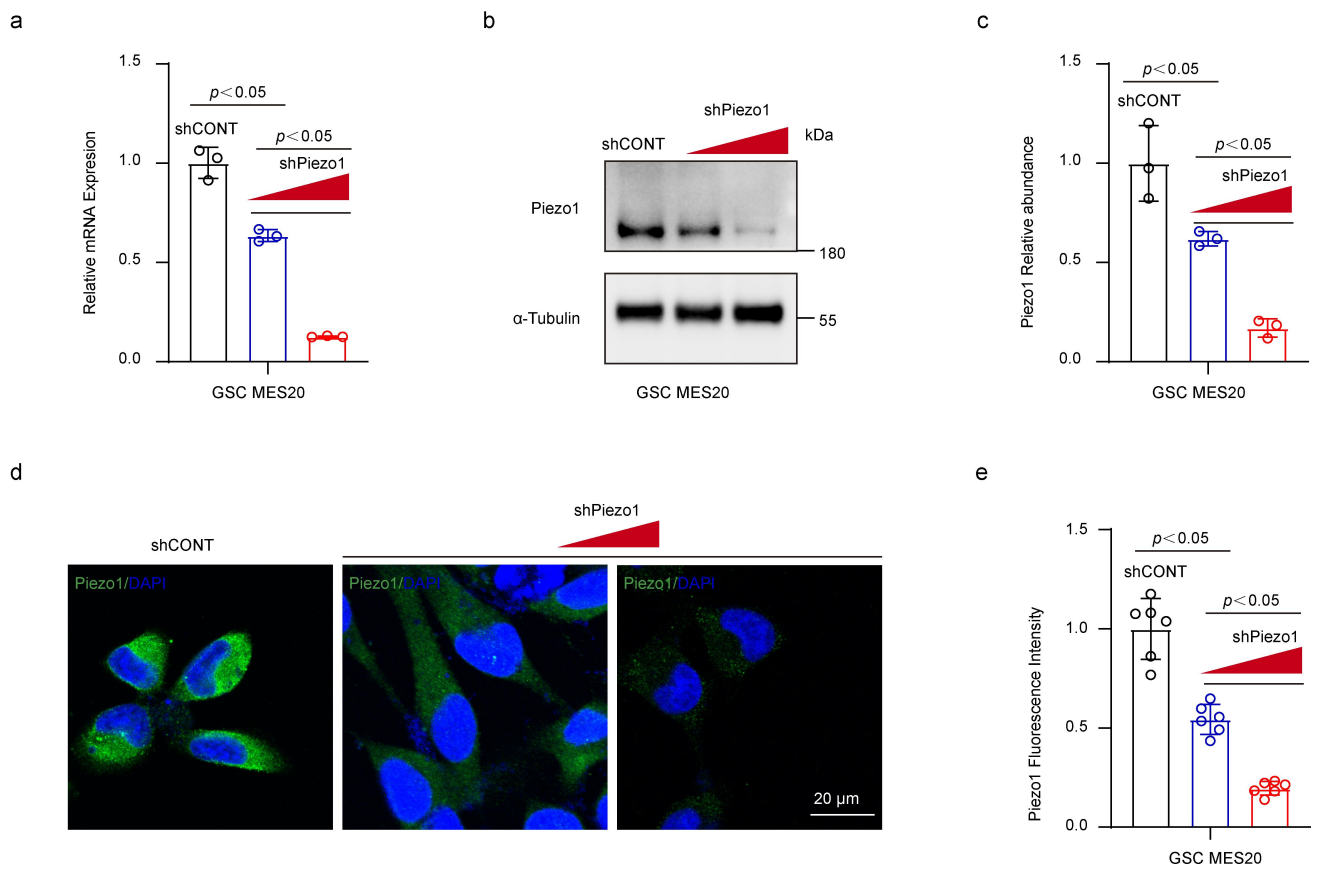 a
1.5
1.0
0.5
0.0
Relative mRNA Expresion
p<0.05
shCONT
p<0.05
shPiezo1
GSC MES20
b
shPiezo1
shCONT
kDa
Piezo1
180
α-Tubulin
55
GSC MES20
c
1.5
1.0
0.5
0.0
Piezo1 Relative abundance
p<0.05
shCONT
p<0.05
shPiezo1
GSC MES20
d
shPiezo1
shCONT
Piezo1/DAPI
Piezo1/DAPI
Piezo1/DAPI
20 μm
e
1.5
1.0
0.5
0.0
Piezo1 Fluorescence Intensity
p<0.05
shCONT
p<0.05
shPiezo1
GSC MES20